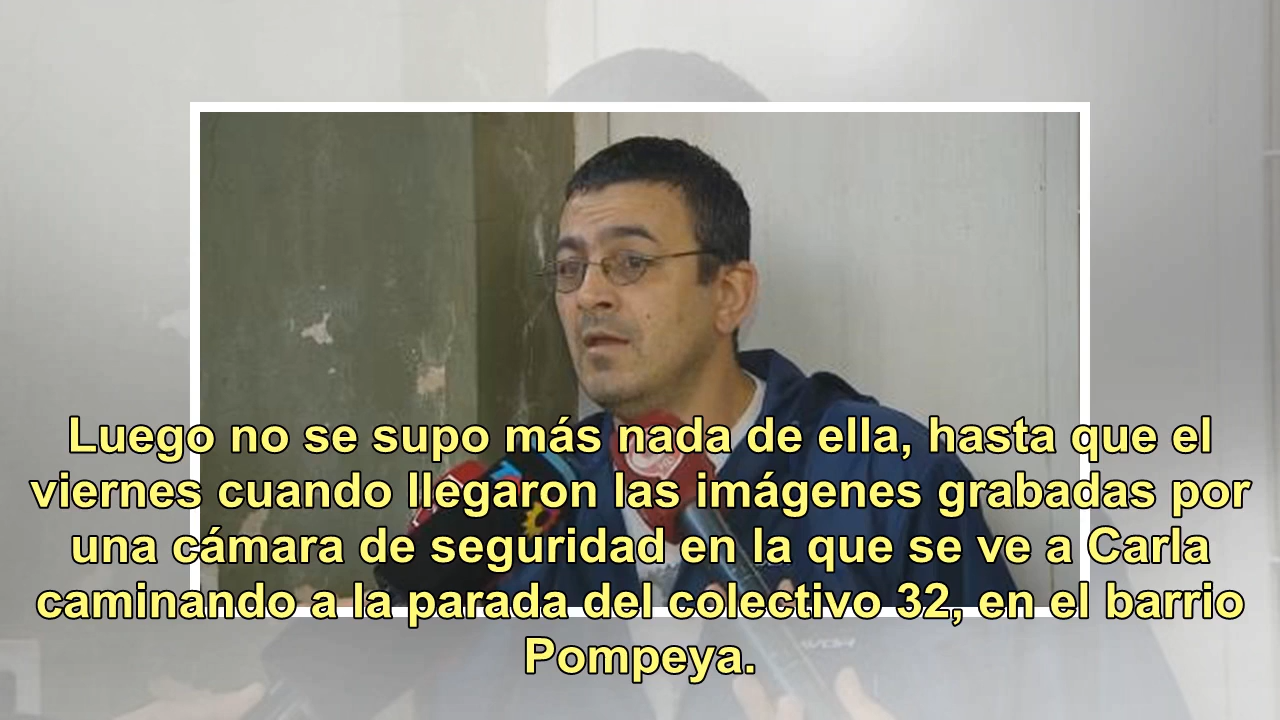 Luego no se supo más nada de ella, hasta que el
viernes cuando llegaron las imágenes grabadas por
una cámara de seguridad en la que se ve a Carla
caminando a la parada del colectivo 32, en el barrio
Pompeya.